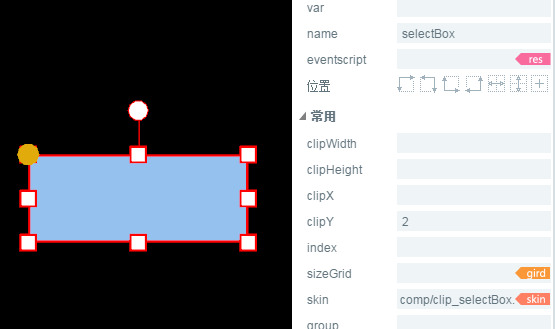 var
name selectBox
eventscript res
位置
常用
clipWidth
clipHeight
clipX
clipY 2
index
sizeGrid gird
skin comp/clip_selectBox. skin
group